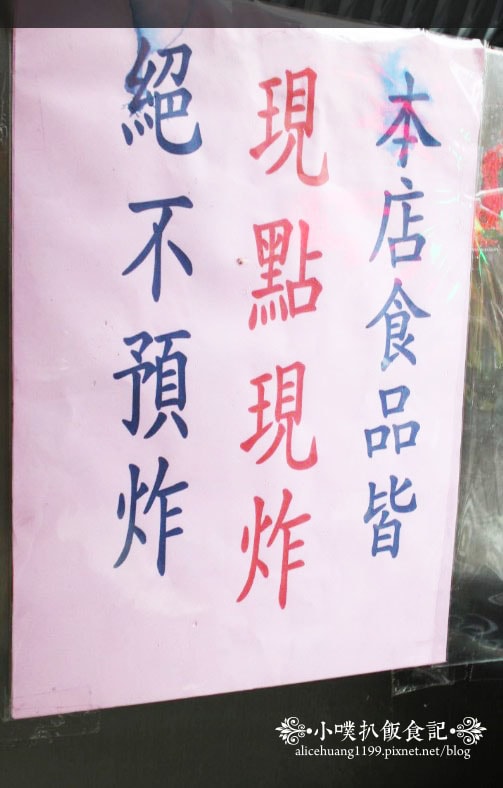 本店食品皆
現點現炸
絕不預炸
小噗扒飯食記
alicehuang1199.pixnet.net/blog